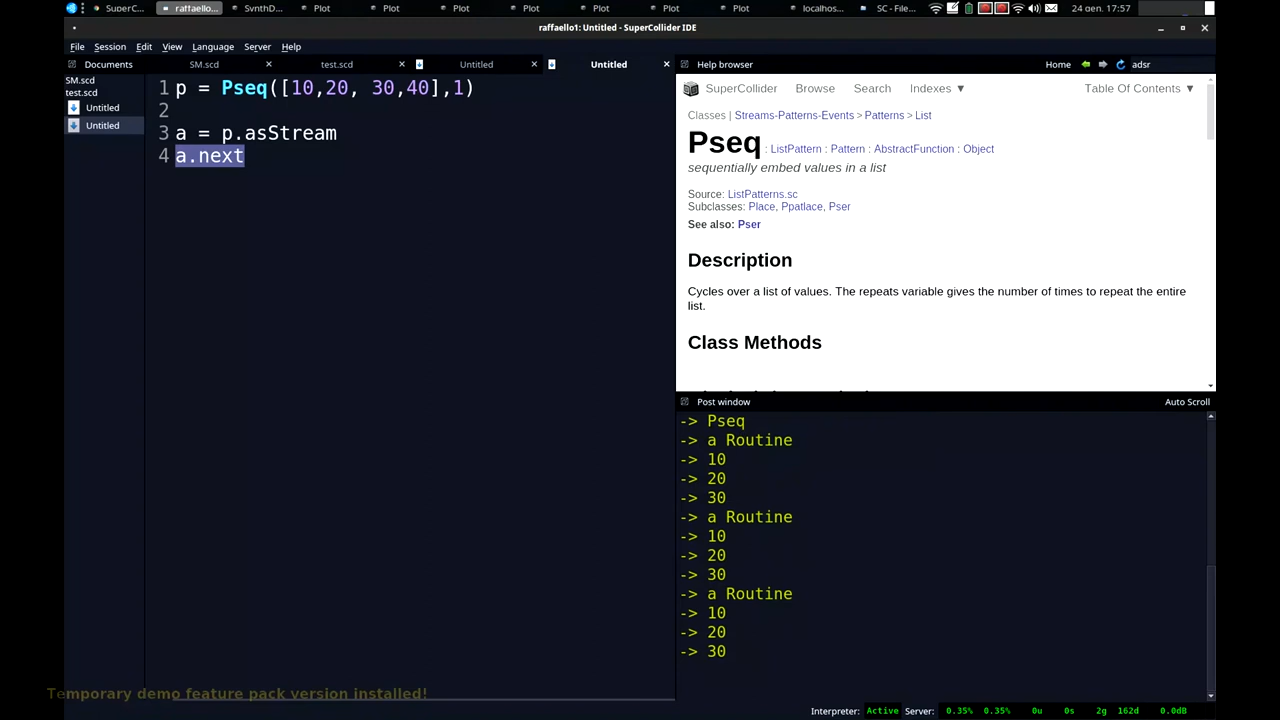 SuperC... raffaello... SynthD... Plot Plot Plot Plot Plot Plot Plot localhos... SC - File... 24 gen. 17:57
raffaello1: Untitled - SuperCollider IDE
File Session Edit View Language Server Help
Documents SM.scd test.scd Untitled Untitled Help browser Home adsr
SM.scd
test.scd
Untitled
Untitled
1 p = Pseq([10,20, 30,40],1)
2
3 a = p.asStream
4 a.next
SuperCollider Browse Search Indexes ▼ Table Of Contents ▼
Classes | Streams-Patterns-Events > Patterns > List
Pseq : ListPattern : Pattern : AbstractFunction : Object
sequentially embed values in a list
Source: ListPatterns.sc
Subclasses: Place, Ppatlace, Pser
See also: Pser
Description
Cycles over a list of values. The repeats variable gives the number of times to repeat the entire
list.
Class Methods
Post window Auto Scroll
-> Pseq
-> a Routine
-> 10
-> 20
-> 30
-> a Routine
-> 10
-> 20
-> 30
-> a Routine
-> 10
-> 20
-> 30
Temporary demo feature pack version installed!
Interpreter: Active Server: 0.35% 0.35% 0u 0s 2g 162d 0.0dB